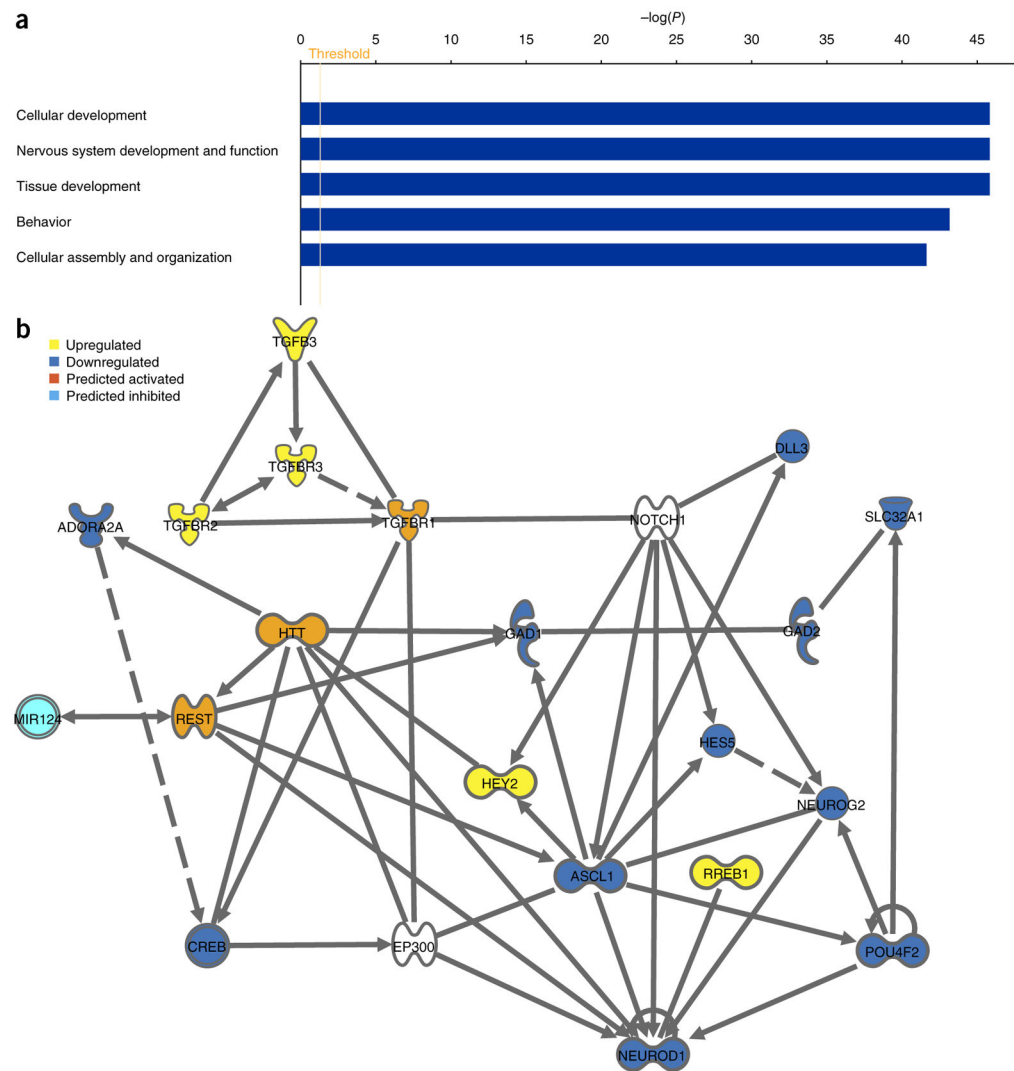 a
–log(P)
0 5 10 15 20 25 30 35 40 45
Threshold
Cellular development
Nervous system development and function
Tissue development
Behavior
Cellular assembly and organization
b
Upregulated
Downregulated
Predicted activated
Predicted inhibited
TGFB3
DLL3
TGFBR3
ADORA2A
TGFBR2
TGFBR1
NOTCH1
SLC32A1
HTT
GAD1
GAD2
MIR124
REST
HES5
HEY2
NEUROG2
ASCL1
RREB1
CREB
EP300
POU4F2
NEUROD1